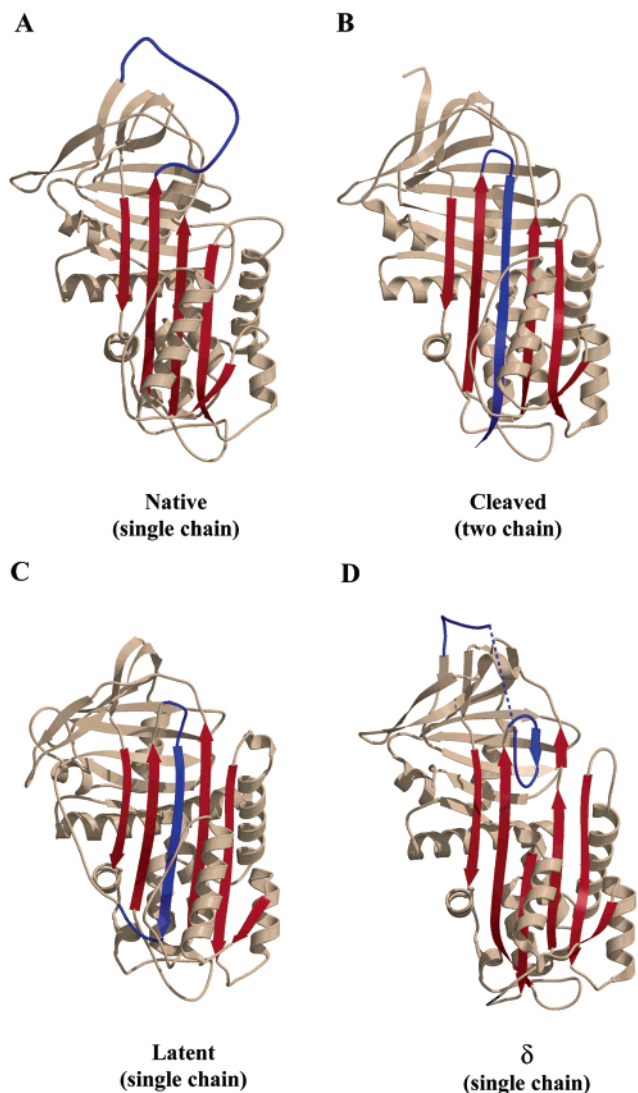 A
B
Native
(single chain)
Cleaved
(two chain)
C
D
Latent
(single chain)
δ
(single chain)